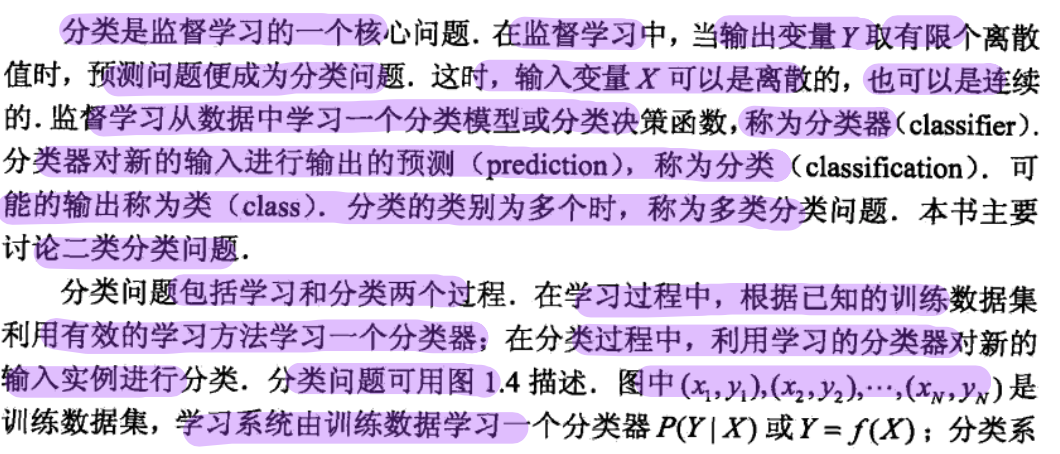 分类是监督学习的一个核心问题. 在监督学习中, 当输出变量 Y 取有限个离散
值时, 预测问题便成为分类问题. 这时, 输入变量 X 可以是离散的, 也可以是连续
的. 监督学习从数据中学习一个分类模型或分类决策函数, 称为分类器 (classifier).
分类器对新的输入进行输出的预测 (prediction), 称为分类 (classification). 可
能的输出称为类 (class). 分类的类别为多个时, 称为多类分类问题. 本书主要
讨论二类分类问题.
分类问题包括学习和分类两个过程. 在学习过程中, 根据已知的训练数据集
利用有效的学习方法学习一个分类器; 在分类过程中, 利用学习的分类器对新的
输入实例进行分类. 分类问题可用图 1.4 描述. 图中 (x₁,y₁),(x₂,y₂),⋯,(x_N,y_N) 是
训练数据集, 学习系统由训练数据学习一个分类器 P(Y|X) 或 Y = f(X); 分类系